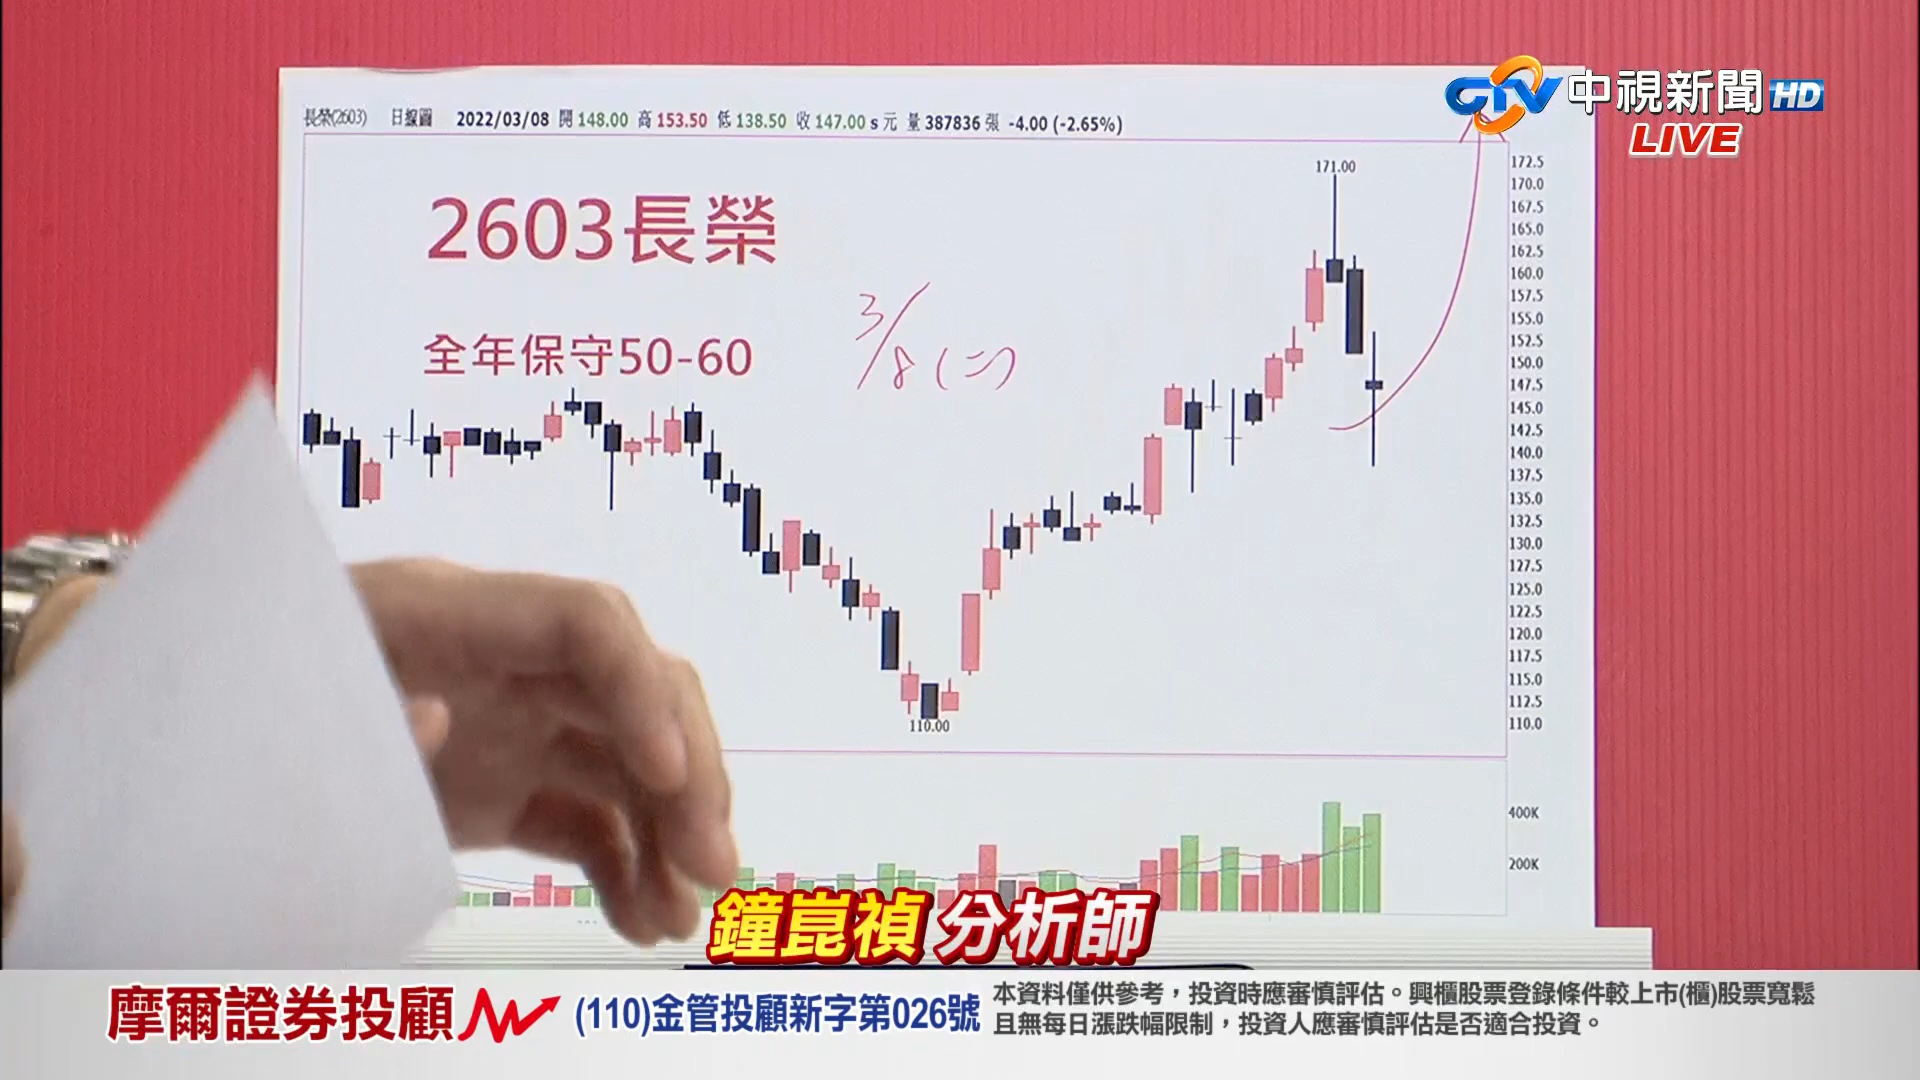 長榮(2603) 日線圖 2022/03/08 開 148.00 高 153.50 低 138.50 收 147.00 s 元 量 387836 張 -4.00 (-2.65%)
CTV 中視新聞 HD
LIVE
2603長榮
全年保守50-60
3/8 (二)
171.00
110.00
172.5
170.0
167.5
165.0
162.5
160.0
157.5
155.0
152.5
150.0
147.5
145.0
142.5
140.0
137.5
135.0
132.5
130.0
127.5
125.0
122.5
120.0
117.5
115.0
112.5
110.0
400K
200K
鐘崑禎 分析師
摩爾證券投顧 (110)金管投顧新字第026號
本資料僅供參考，投資時應審慎評估。興櫃股票登錄條件較上市(櫃)股票寬鬆
且無每日漲跌幅限制，投資人應審慎評估是否適合投資。